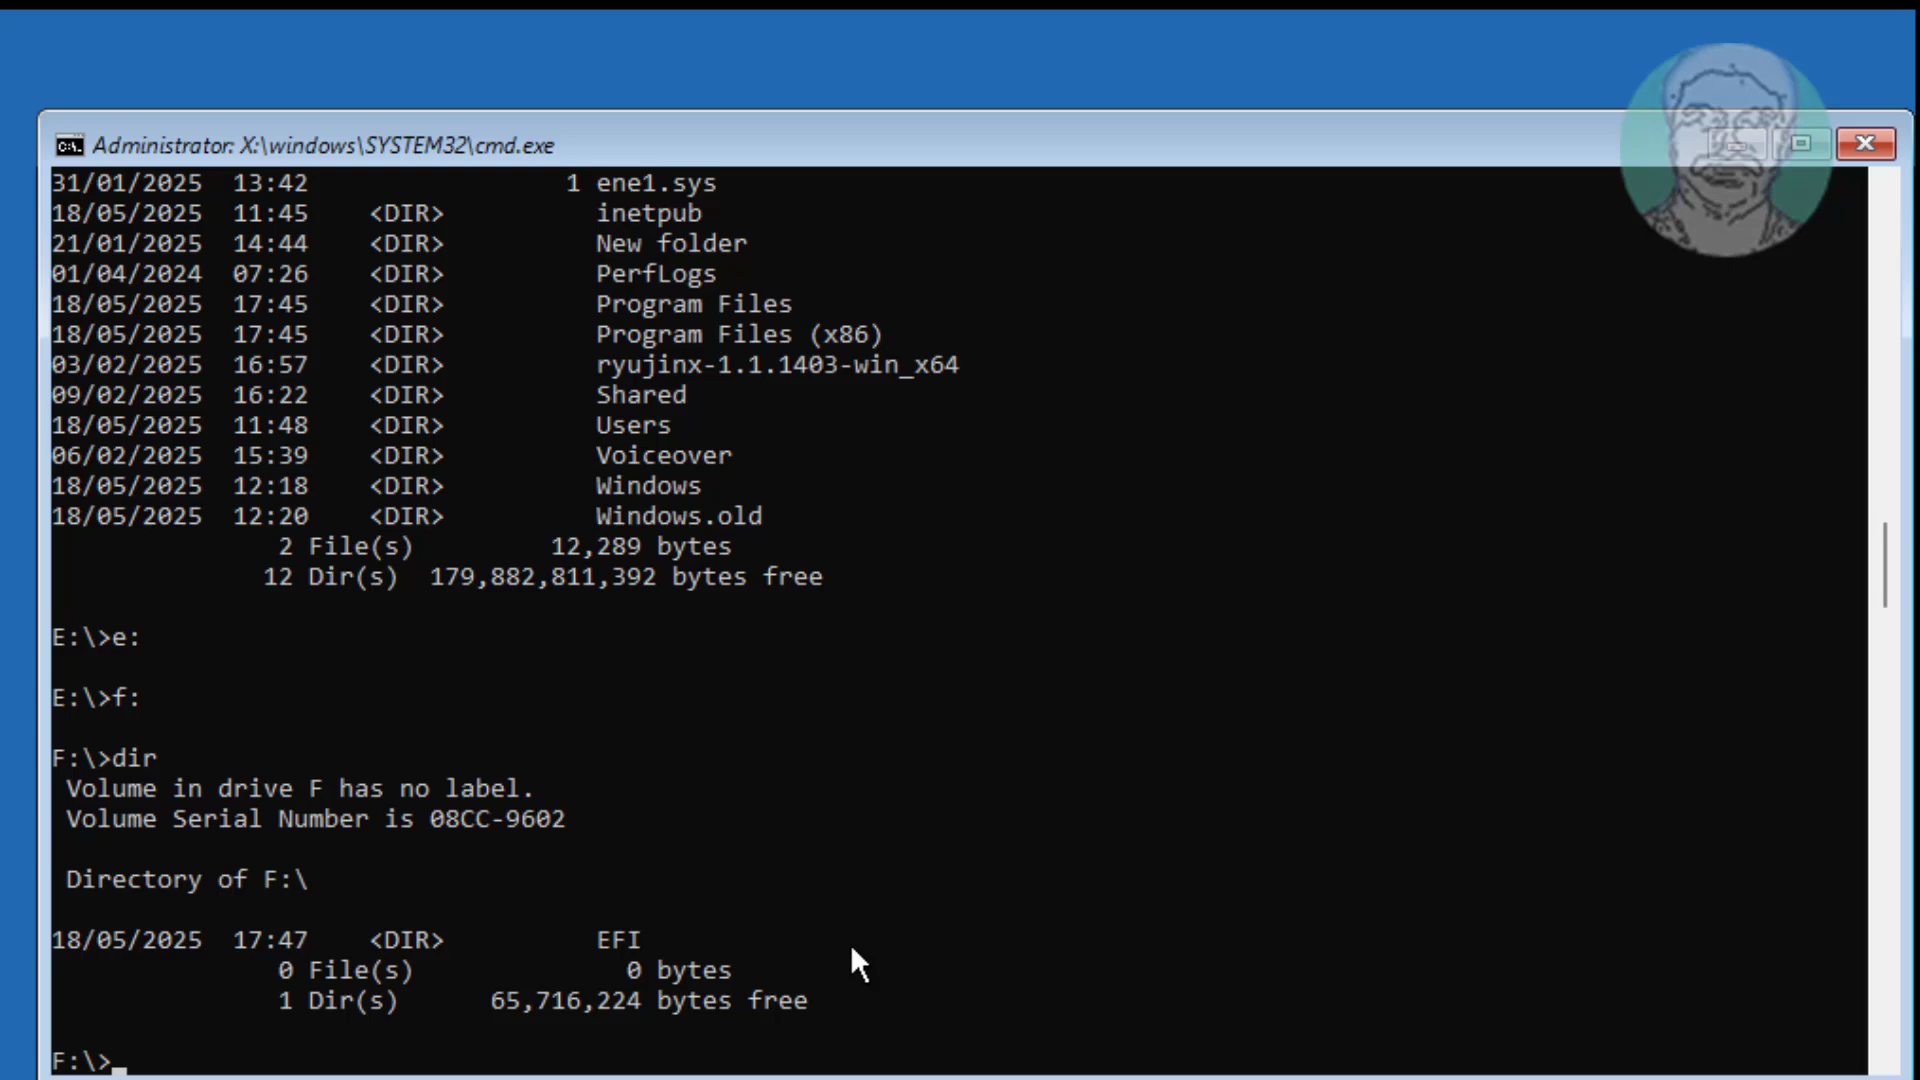 Administrator: X:\windows\SYSTEM32\cmd.exe
31/01/2025  13:42                 1 ene1.sys
18/05/2025  11:45    <DIR>          inetpub
21/01/2025  14:44    <DIR>          New folder
01/04/2024  07:26    <DIR>          PerfLogs
18/05/2025  17:45    <DIR>          Program Files
18/05/2025  17:45    <DIR>          Program Files (x86)
03/02/2025  16:57    <DIR>          ryujinx-1.1.1403-win_x64
09/02/2025  16:22    <DIR>          Shared
18/05/2025  11:48    <DIR>          Users
06/02/2025  15:39    <DIR>          Voiceover
18/05/2025  12:18    <DIR>          Windows
18/05/2025  12:20    <DIR>          Windows.old
               2 File(s)         12,289 bytes
              12 Dir(s)  179,882,811,392 bytes free
E:\>e:
E:\>f:
F:\>dir
 Volume in drive F has no label.
 Volume Serial Number is 08CC-9602
 Directory of F:\
18/05/2025  17:47    <DIR>          EFI
               0 File(s)              0 bytes
               1 Dir(s)      65,716,224 bytes free
F:\>